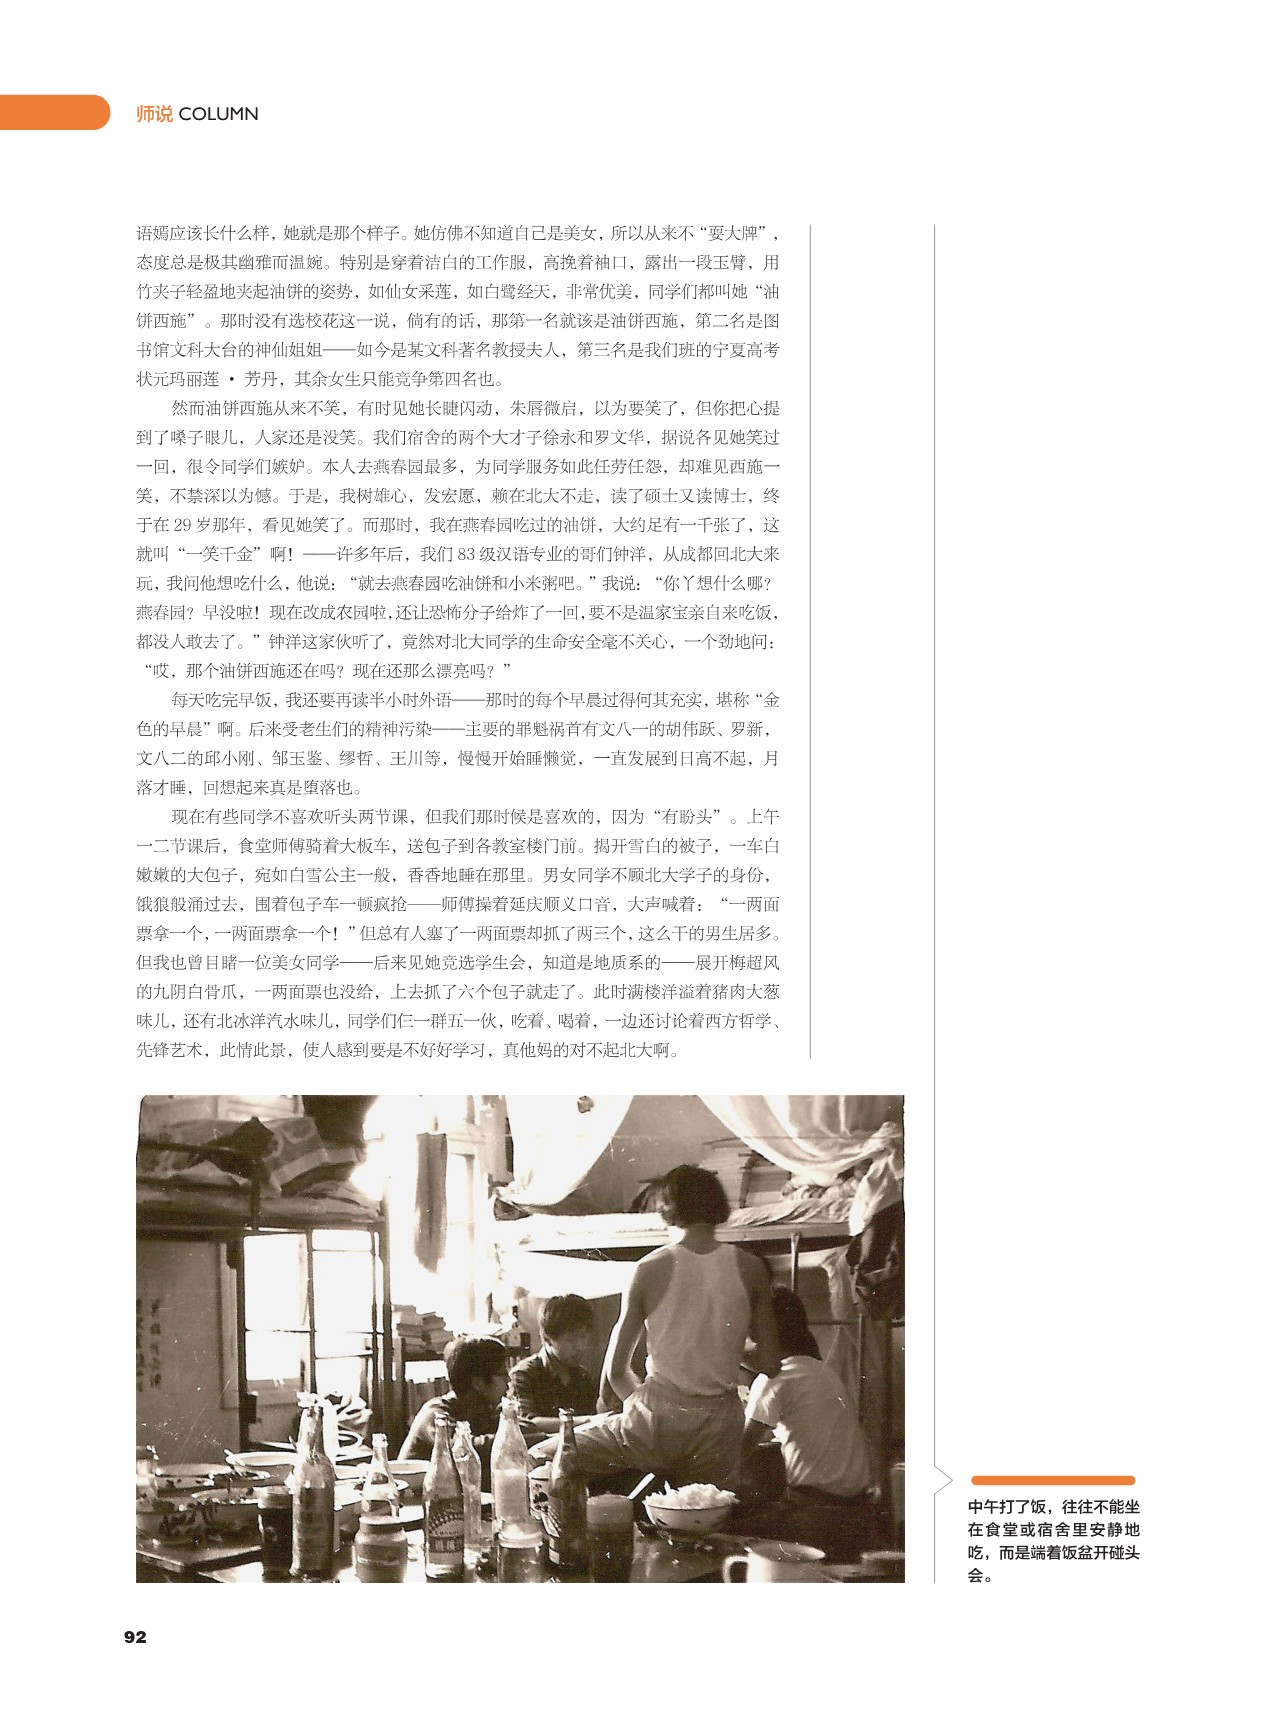 师说 COLUMN
语嫣应该长什么样，她就是那个样子。她仿佛不知道自己是美女，所以从来不“耍大牌”，
态度总是极其幽雅而温婉。特别是穿着洁白的工作服，高挽着袖口，露出一段玉臂，用
竹夹子轻盈地夹起油饼的姿势，如仙女采莲，如白鹭经天，非常优美，同学们都叫她“油
饼西施”。那时没有选校花这一说，倘有的话，那第一名就该是油饼西施，第二名是图
书馆文科大台的神仙姐姐——如今是某文科著名教授夫人，第三名是我们班的宁夏高考
状元玛丽莲 · 芳丹，其余女生只能竞争第四名也。
然而油饼西施从来不笑，有时见她长睫闪动，朱唇微启，以为要笑了，但你把心提
到了嗓子眼儿，人家还是没笑。我们宿舍的两个大才子徐永和罗文华，据说各见她笑过
一回，很令同学们嫉妒。本人去燕春园最多，为同学服务如此任劳任怨，却难见西施一
笑，不禁深以为憾。于是，我树雄心，发宏愿，赖在北大不走，读了硕士又读博士，终
于在 29 岁那年，看见她笑了。而那时，我在燕春园吃过的油饼，大约足有一千张了，这
就叫“一笑千金”啊！——许多年后，我们 83 级汉语专业的哥们钟洋，从成都回北大来
玩，我问他想吃什么，他说：“就去燕春园吃油饼和小米粥吧。”我说：“你丫想什么哪？
燕春园？早没啦！现在改成农园啦，还让恐怖分子给炸了一回，要不是温家宝亲自来吃饭，
都没人敢去了。”钟洋这家伙听了，竟然对北大同学的生命安全毫不关心，一个劲地问：
“哎，那个油饼西施还在吗？现在还那么漂亮吗？”
每天吃完早饭，我还要再读半小时外语——那时的每个早晨过得何其充实，堪称“金
色的早晨”啊。后来受老生们的精神污染——主要的罪魁祸首有文八一的胡伟跃、罗新，
文八二的邱小刚、邹玉鉴、缪哲、王川等，慢慢开始睡懒觉，一直发展到日高不起，月
落才睡，回想起来真是堕落也。
现在有些同学不喜欢听头两节课，但我们那时候是喜欢的，因为“有盼头”。上午
一二节课后，食堂师傅骑着大板车，送包子到各教室楼门前。揭开雪白的被子，一车白
嫩嫩的大包子，宛如白雪公主一般，香香地睡在那里。男女同学不顾北大学子的身份，
饿狼般涌过去，围着包子车一顿疯抢——师傅操着延庆顺义口音，大声喊着：“一两面
票拿一个，一两面票拿一个！”但总有人塞了一两面票却抓了两三个，这么干的男生居多。
但我也曾目睹一位美女同学——后来见她竞选学生会，知道是地质系的——展开梅超风
的九阴白骨爪，一两面票也没给，上去抓了六个包子就走了。此时满楼洋溢着猪肉大葱
味儿，还有北冰洋汽水味儿，同学们仨一群五一伙，吃着、喝着，一边还讨论着西方哲学、
先锋艺术，此情此景，使人感到要是不好好学习，真他妈的对不起北大啊。
中午打了饭，往往不能坐
在食堂或宿舍里安静地
吃，而是端着饭盆开碰头
会。
92